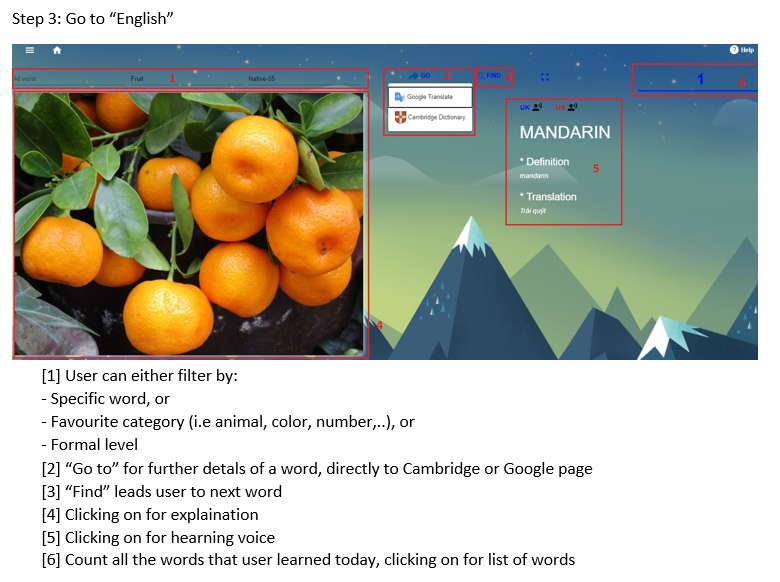 Step 3: Go to “English”
Help
All word Fruit Native-05
1
GO 2
FIND 3
1 6
Google Translate
Cambridge Dictionary
UK US
MANDARIN
* Definition
5
mandarin
* Translation
Trái quýt
4
[1] User can either filter by:
- Specific word, or
- Favourite category (i.e animal, color, number,..), or
- Formal level
[2] “Go to” for further detals of a word, directly to Cambridge or Google page
[3] “Find” leads user to next word
[4] Clicking on for explaination
[5] Clicking on for hearning voice
[6] Count all the words that user learned today, clicking on for list of words